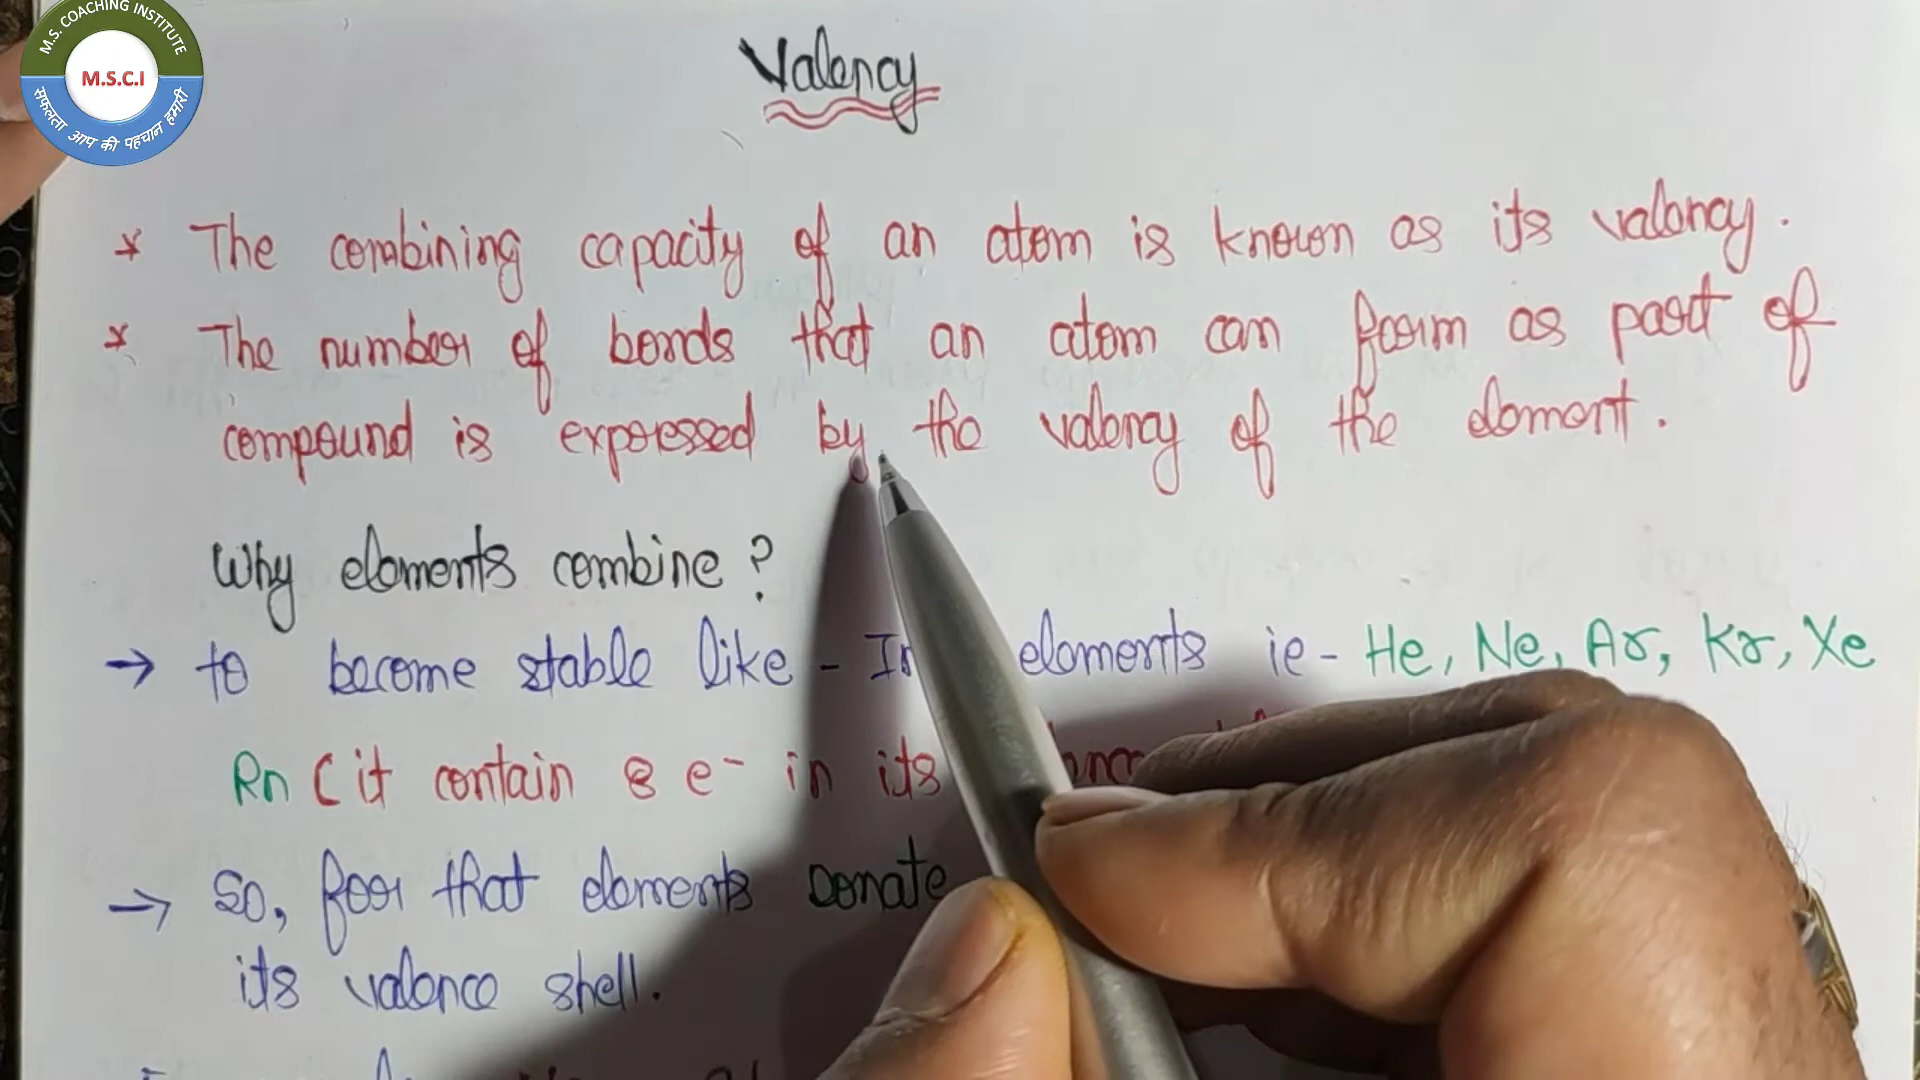 M.S. COACHING INSTITUTE
M.S.C.I
सफलता आप की पहचान हमारी
Valency
* The combining capacity of an atom is known as its valency.
* The number of bonds that an atom can form as part of
compound is expressed by the valency of the element.
Why elements combine ?
→ to become stable like - elements ie - He, Ne, Ar, Kr, Xe
Rn ( it contain 8 e⁻ in its
→ So, for that elements Donate
its valence shell.